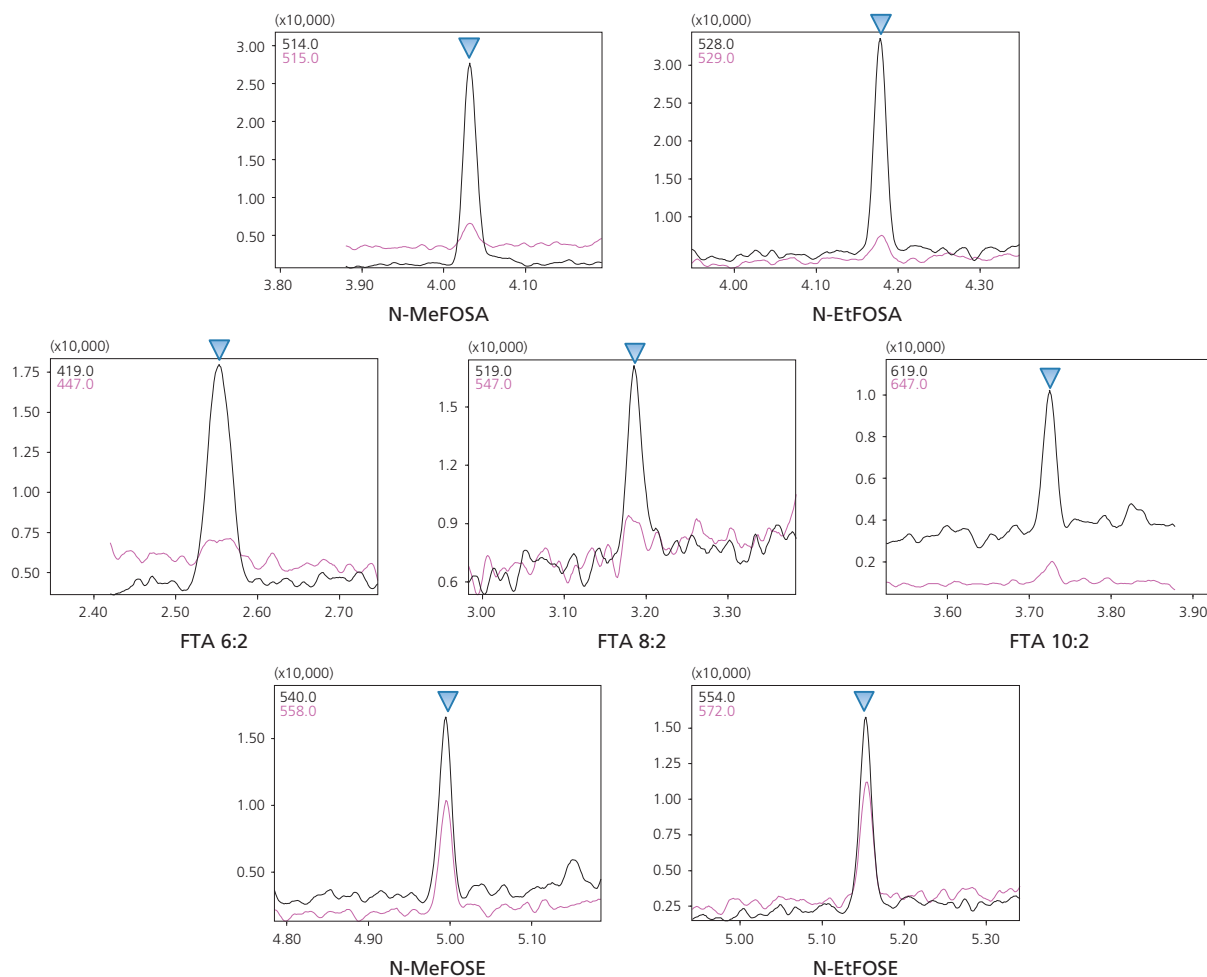 (x10,000)
514.0
515.0
3.00
2.50
2.00
1.50
1.00
0.50
3.80 3.90 4.00 4.10
N-MeFOSA
(x10,000)
528.0
529.0
3.00
2.50
2.00
1.50
1.00
4.00 4.10 4.20 4.30
N-EtFOSA
(x10,000)
419.0
447.0
1.75
1.50
1.25
1.00
0.75
0.50
2.40 2.50 2.60 2.70
FTA 6:2
(x10,000)
519.0
547.0
1.5
1.2
0.9
0.6
3.00 3.10 3.20 3.30
FTA 8:2
(x10,000)
619.0
647.0
1.0
0.8
0.6
0.4
0.2
3.60 3.70 3.80 3.90
FTA 10:2
(x10,000)
540.0
558.0
1.50
1.00
0.50
4.80 4.90 5.00 5.10
N-MeFOSE
(x10,000)
554.0
572.0
1.50
1.00
0.75
0.50
0.25
5.00 5.10 5.20 5.30
N-EtFOSE